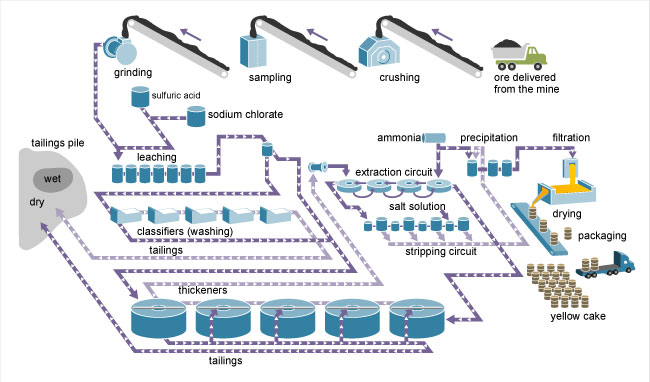 grinding
sampling
crushing
ore delivered
from the mine
sulfuric acid
sodium chlorate
ammonia
precipitation
filtration
tailings pile
leaching
extraction circuit
wet
dry
salt solution
drying
classifiers (washing)
packaging
tailings
stripping circuit
thickeners
yellow cake
tailings